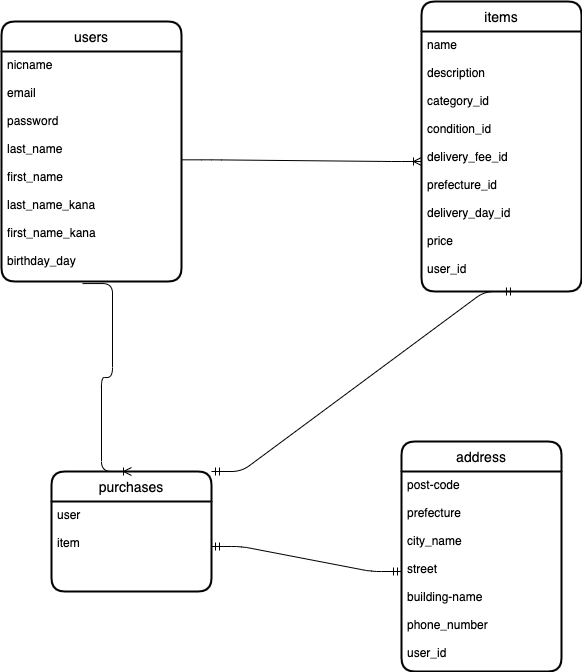 users
nicname
email
password
last_name
first_name
last_name_kana
first_name_kana
birthday_day
items
name
description
category_id
condition_id
delivery_fee_id
prefecture_id
delivery_day_id
price
user_id
purchases
user
item
address
post-code
prefecture
city_name
street
building-name
phone_number
user_id